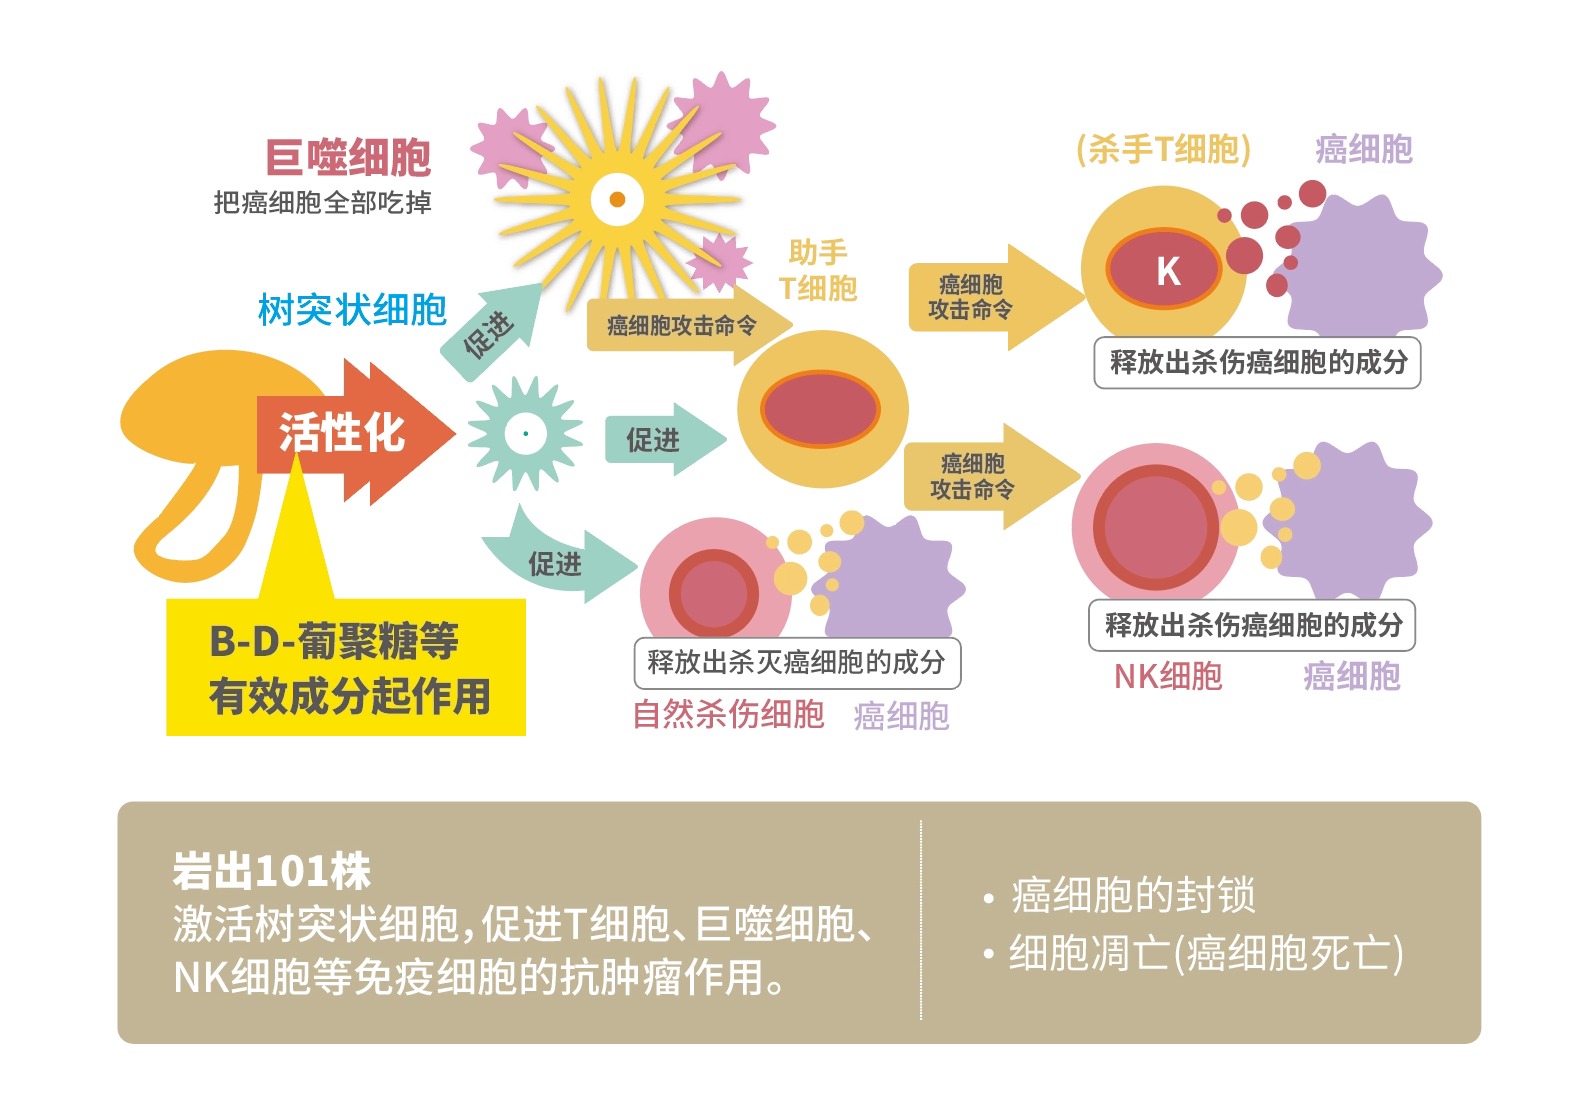 巨噬细胞
把癌细胞全部吃掉
树突状细胞
促进
活性化
B-D-葡聚糖等
有效成分起作用
癌细胞攻击命令
助手
T细胞
促进
促进
释放出杀灭癌细胞的成分
自然杀伤细胞
癌细胞
癌细胞
攻击命令
(杀手T细胞)
癌细胞
K
释放出杀伤癌细胞的成分
癌细胞
攻击命令
释放出杀伤癌细胞的成分
NK细胞
癌细胞
岩出101株
激活树突状细胞，促进T细胞、巨噬细胞、
NK细胞等免疫细胞的抗肿瘤作用。
• 癌细胞的封锁
• 细胞凋亡(癌细胞死亡)